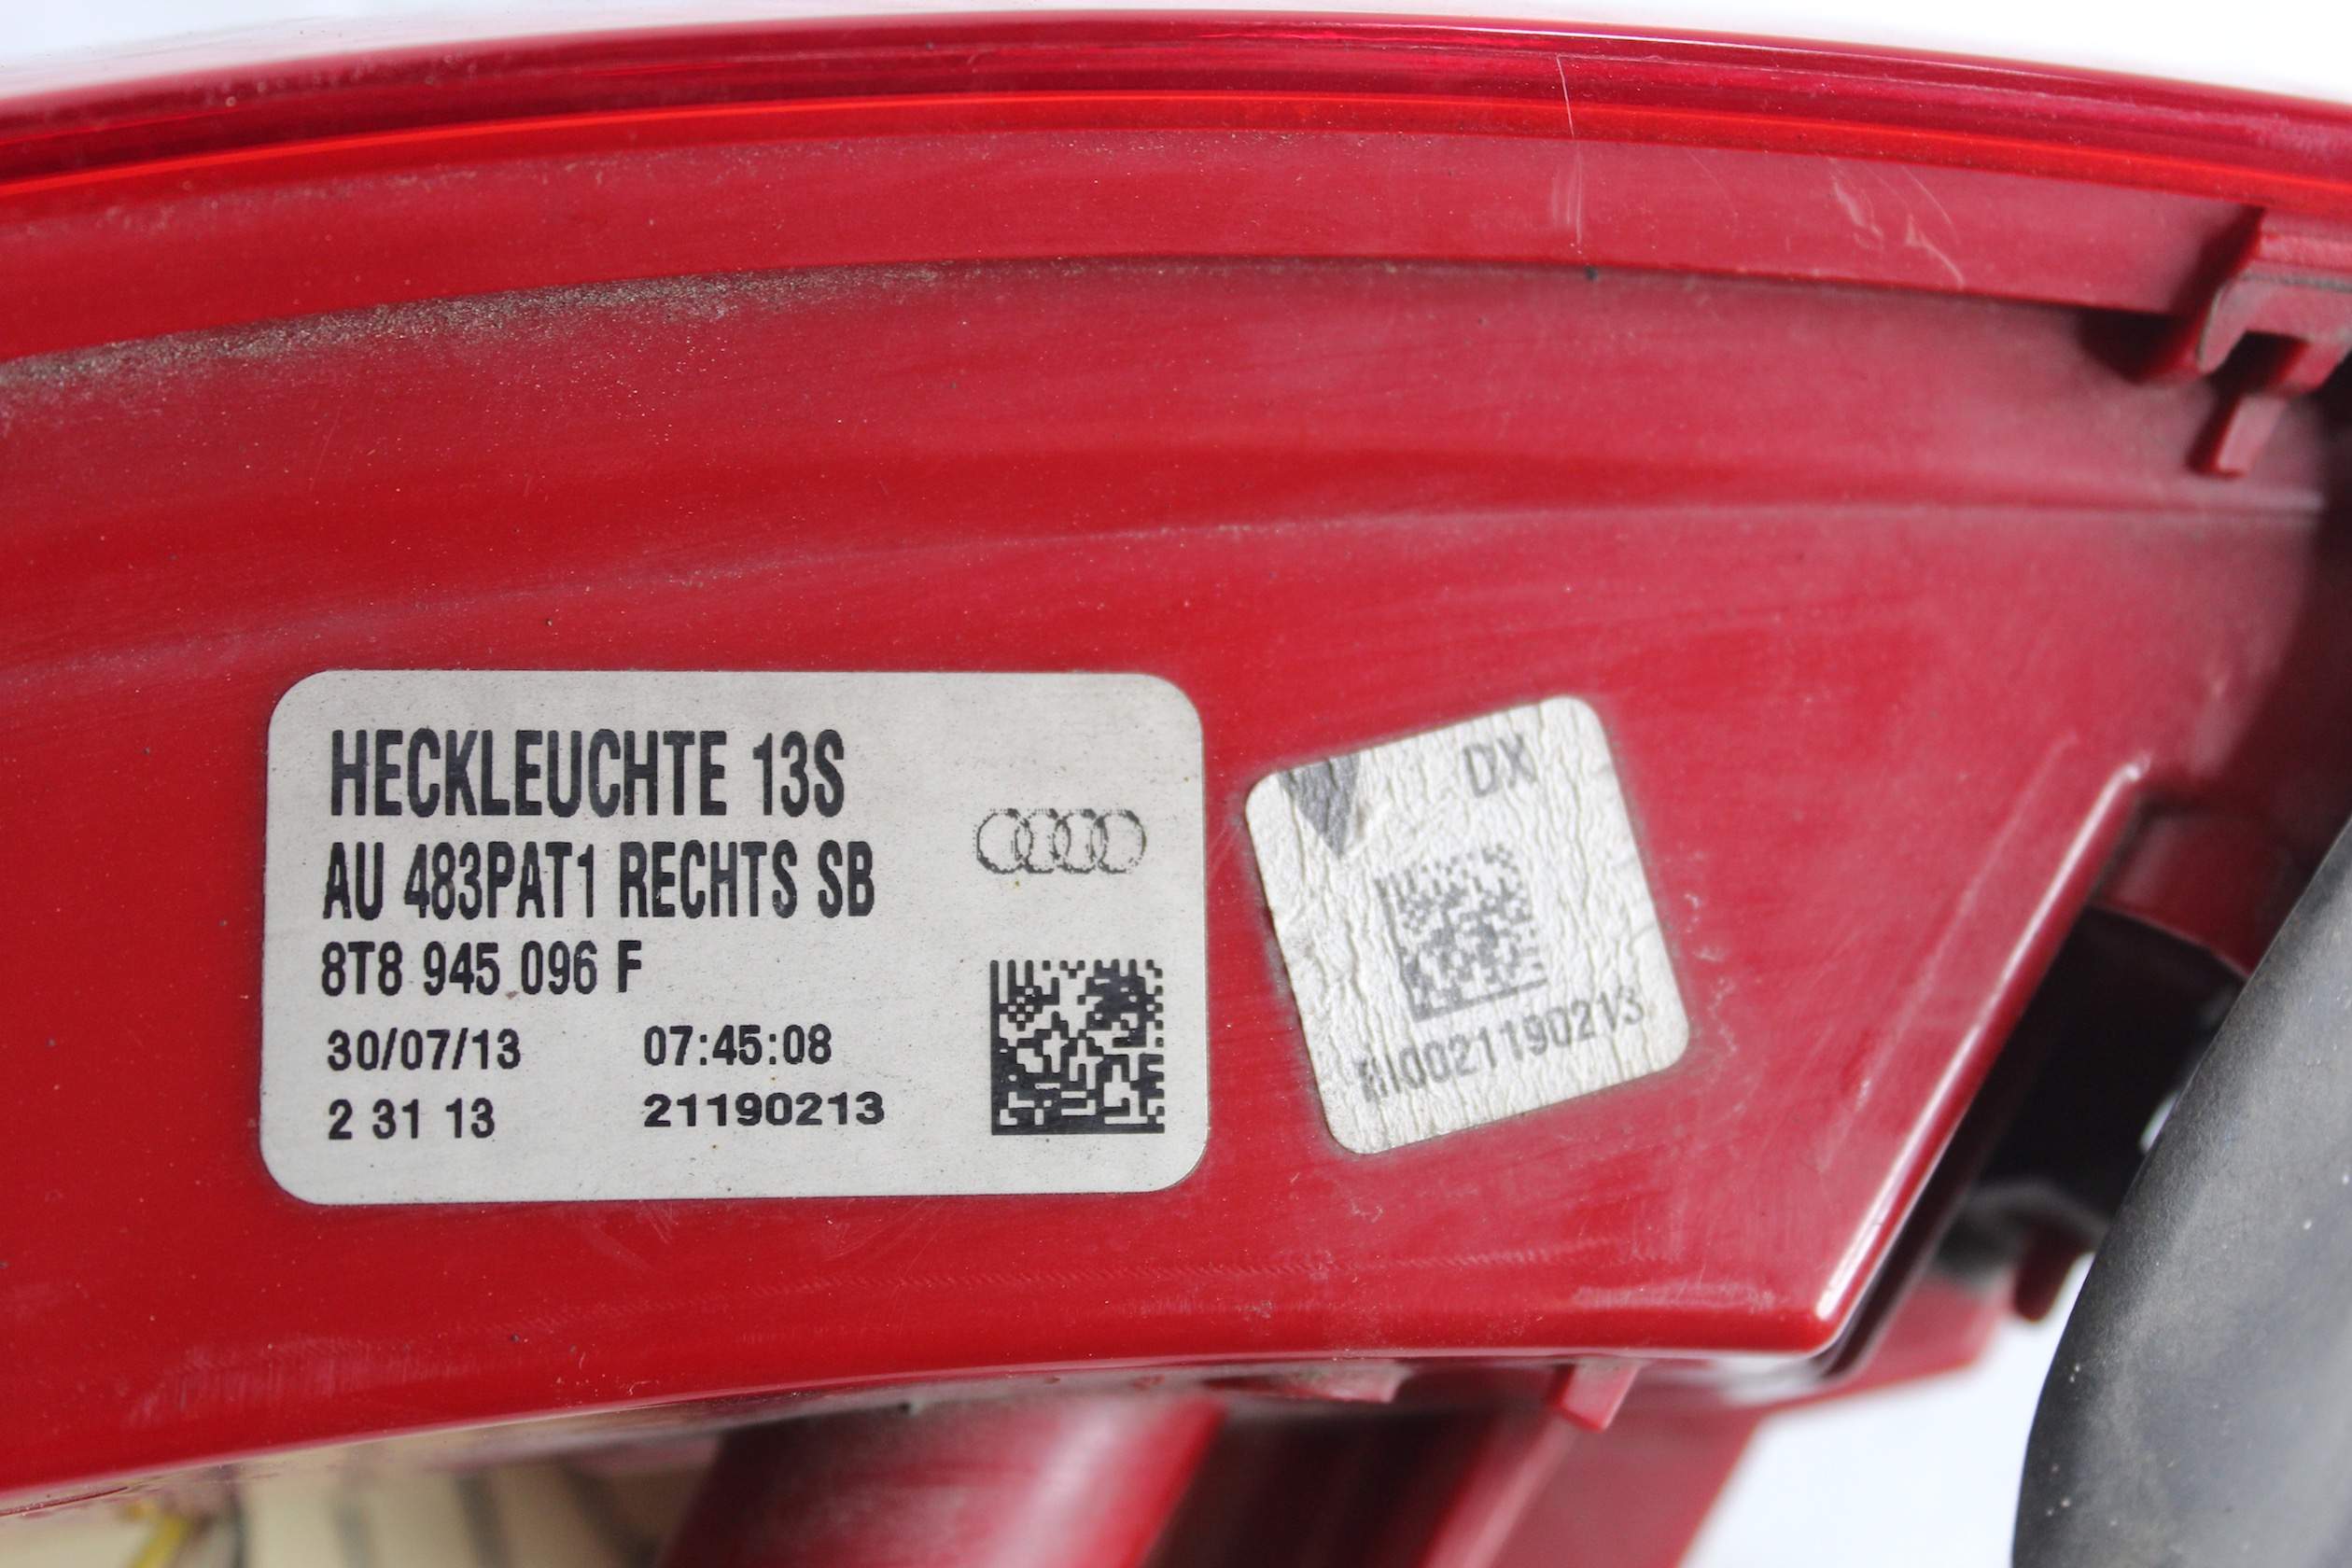 HECKLEUCHTE 13S
AU 483PAT1 RECHTS SB
8T8 945 096 F
30/07/13 07:45:08
2 31 13 21190213
DX